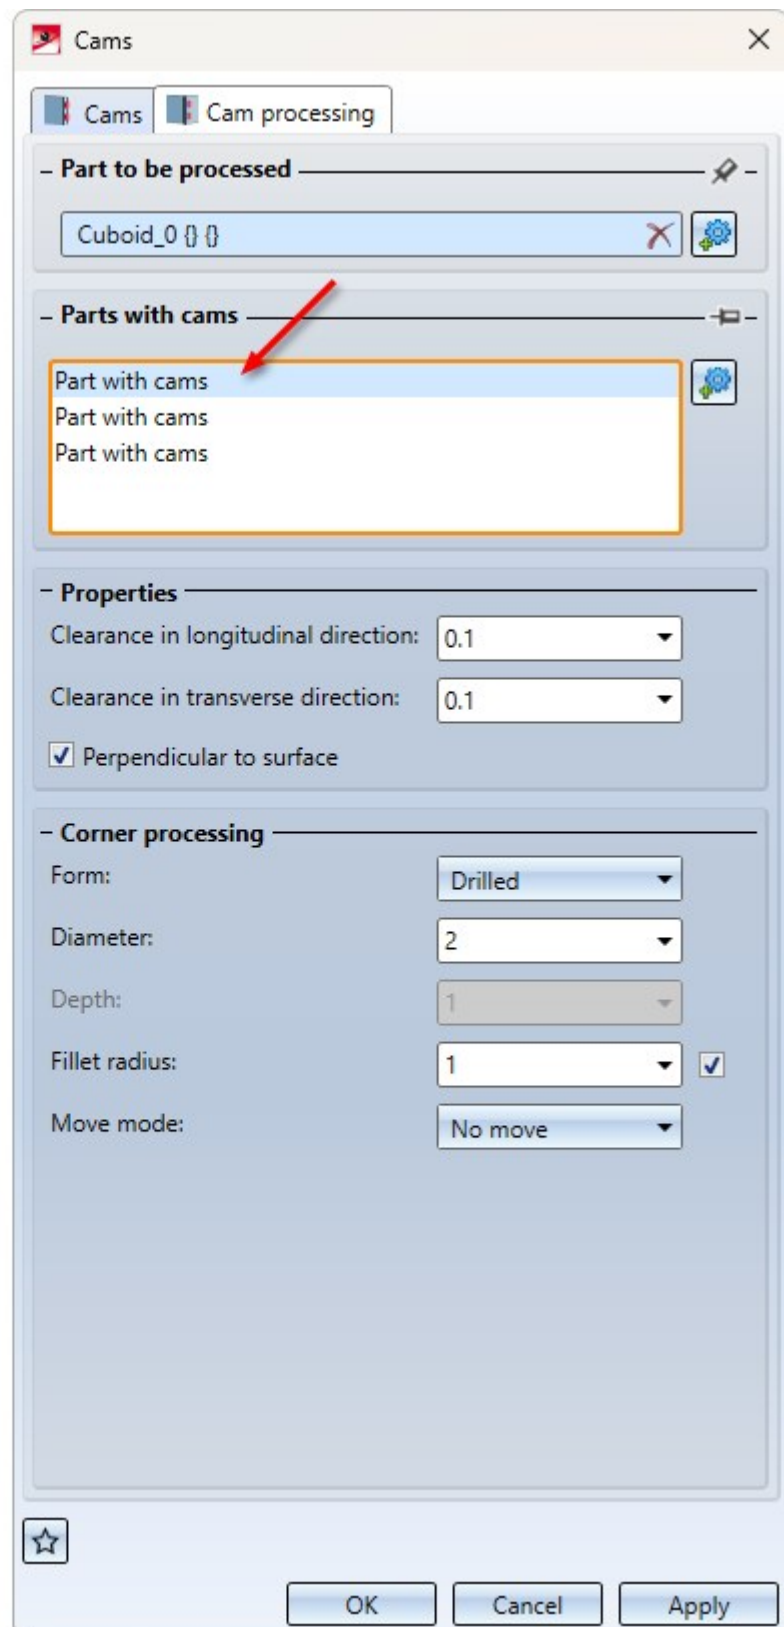 Cams
Cams Cam processing
Part to be processed
Cuboid_0 {} {}
Parts with cams
Part with cams
Part with cams
Part with cams
Properties
Clearance in longitudinal direction: 0.1
Clearance in transverse direction: 0.1
Perpendicular to surface
Corner processing
Form: Drilled
Diameter: 2
Depth: 1
Fillet radius: 1
Move mode: No move
OK Cancel Apply